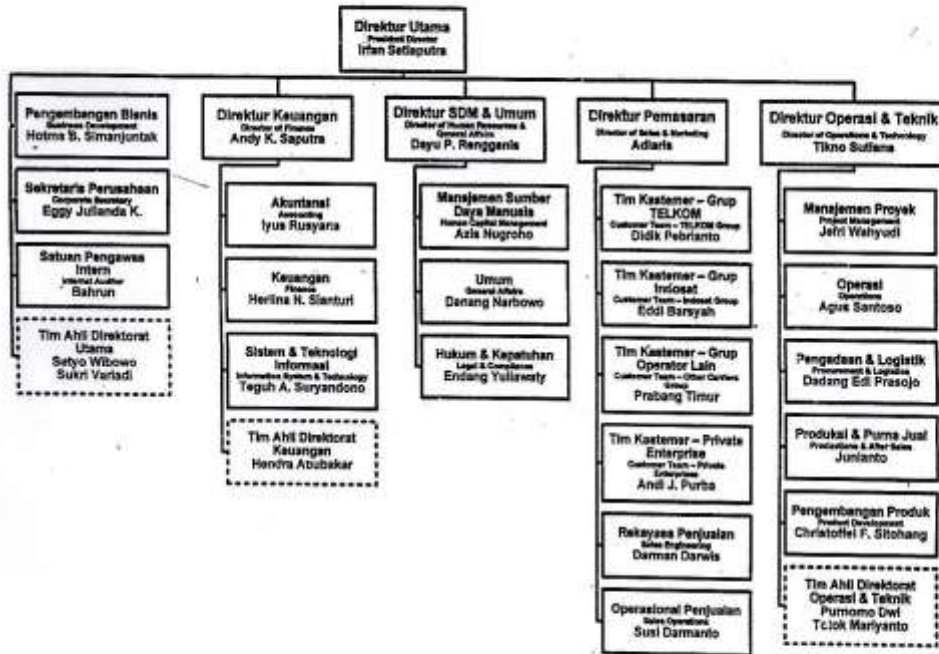 Direktur Utama
President Director
Irfan Setiaputra
Pengembangan Bisnis
Business Development
Hotma B. Simanjuntak
Sekretaris Perusahaan
Corporate Secretary
Eggy Julianda K.
Satuan Pengawas
Intern
Internal Auditor
Bahrun
Tim Ahli Direktorat
Utama
Setyo Wibowo
Sukri Variadi
Direktur Keuangan
Director of Finance
Andy K. Saputra
Akuntansi
Accounting
Iyus Rusyana
Keuangan
Finance
Herlina N. Sianturi
Sistem & Teknologi
Informasi
Information System & Technology
Teguh A. Suryandono
Tim Ahli Direktorat
Keuangan
Hendra Abubakar
Direktur SDM & Umum
Director of Human Resources &
General Affairs
Dayu P. Rengganis
Manajemen Sumber
Daya Manusia
Human Capital Management
Azis Nugroho
Umum
General Affairs
Danang Narbowo
Hukum & Kepatuhan
Legal & Compliance
Endang Yuliawaty
Direktur Pemasaran
Director of Sales & Marketing
Adiaris
Tim Kastemer – Grup
TELKOM
Customer Team – TELKOM Group
Didik Pebrianto
Tim Kastemer – Grup
Indosat
Customer Team – Indosat Group
Eddi Barsyah
Tim Kastemer – Grup
Operator Lain
Customer Team – Other Carriers
Group
Prabang Timur
Tim Kastemer – Private
Enterprise
Customer Team – Private
Enterprises
Andi J. Purba
Rekayasa Penjualan
Sales Engineering
Darman Darwis
Operasional Penjualan
Sales Operations
Susi Darmanto
Direktur Operasi & Teknik
Director of Operations & Technology
Tikno Sutisna
Manajemen Proyek
Project Management
Jefri Wahyudi
Operasi
Operations
Agus Santoso
Pengadaan & Logistik
Procurement & Logistics
Dadang Edi Prasojo
Produksi & Purna Jual
Productions & After Sales
Junianto
Pengembangan Produk
Product Development
Christoffel F. Sitohang
Tim Ahli Direktorat
Operasi & Teknik
Purnomo Dwi
Mariyanto